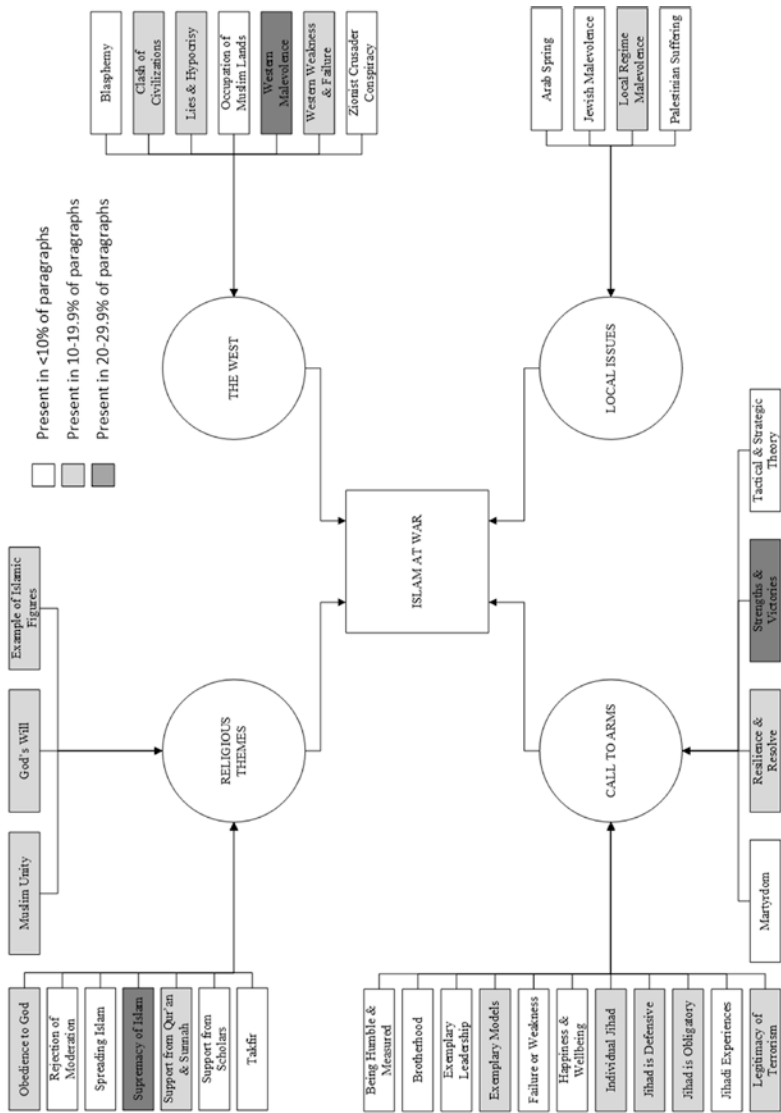 Present in <10% of paragraphs
Present in 10-19.9% of paragraphs
Present in 20-29.9% of paragraphs
Muslim Unity
God's Will
Example of Islamic
Figures
Obedience to God
Rejection of
Moderation
Spreading Islam
Supremacy of Islam
Support from Qur'an
& Sunnah
Support from
Scholars
Takfir
RELIGIOUS
THEMES
THE WEST
Blasphemy
Clash of
Civilizations
Lies & Hypocrisy
Occupation of
Muslim Lands
Western
Malevolence
Western Weakness
& Failure
Zionist Crusader
Conspiracy
ISLAM AT WAR
CALL TO ARMS
Being Humble &
Measured
Brotherhood
Exemplary
Leadership
Exemplary Models
Failure or Weakness
Happiness &
Wellbeing
Individual Jihad
Jihad is Defensive
Jihad is Obligatory
Jihadi Experiences
Legitimacy of
Terrorism
Martyrdom
Resilience &
Resolve
Strengths &
Victories
Tactical & Strategic
Theory
LOCAL ISSUES
Arab Spring
Jewish Malevolence
Local Regime
Malevolence
Palestinian Suffering